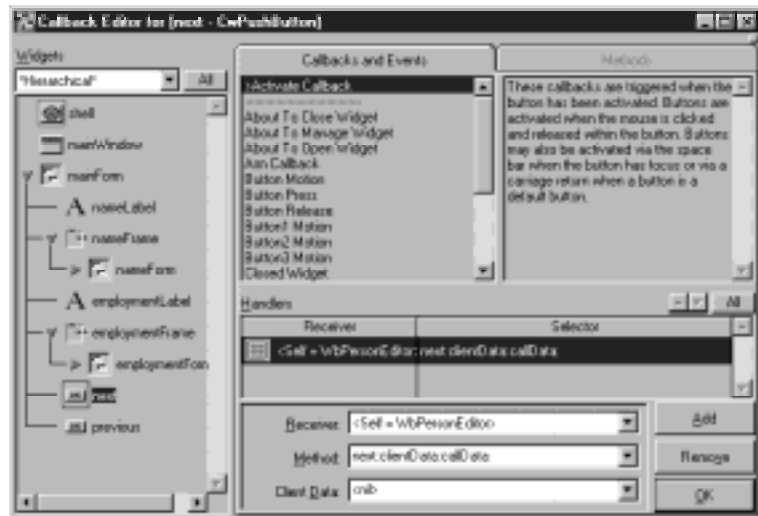 Callback Editor for (next - CwPushButton)
Widgets
"Hierarchical"
All
shell
mainWindow
mainForm
nameLabel
nameFrame
nameForm
employmentLabel
employmentFrame
employmentForm
next
previous
Callbacks and Events
Methods
>Activate Callback
About To Close Widget
About To Manage Widget
About To Open Widget
Arm Callback
Button Motion
Button Press
Button Release
Button1 Motion
Button2 Motion
Button3 Motion
Closed Widget
These callbacks are triggered when the
button has been activated. Buttons are
activated when the mouse is clicked
and released within the button. Buttons
may also be activated via the space
bar when the button has focus or via a
carriage return when a button is a
default button.
Handlers
All
Receiver
Selector
<Self = WbPersonEditor next:clientData:callData:
Receiver: <Self = WbPersonEditor>
Method: next:clientData:callData:
Client Data: <nil>
Add
Remove
OK